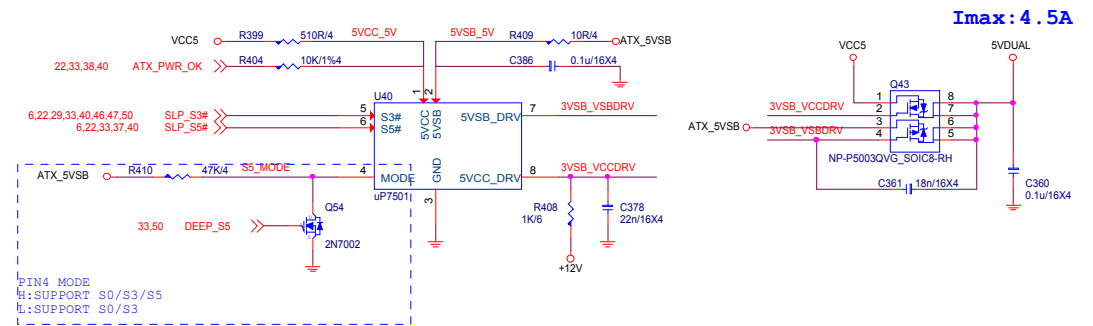 Imax:4.5A
VCC5 R399 510R/4 5VCC_5V 5VSB_5V R409 10R/4 ATX_5VSB
22,33,38,40 ATX_PWR_OK R404 10K/1%4 C386 0.1u/16X4
VCC5 5VDUAL
U40 1 2
Q43
6,22,29,33,40,46,47,50 SLP_S3# 5 S3# 5VCC 5VSB 5VSB_DRV 7 3VSB_VSBDRV
6,22,33,37,40 SLP_S5# 6 S5#
1 8
3VSB_VCCDRV 2 7
ATX_5VSB 3 6
3VSB_VSBDRV 4 5
NP-P5003QVG_SOIC8-RH
ATX_5VSB R410 47K/4 S5_MODE 4 MODE GND 5VCC_DRV 8 3VSB_VCCDRV
uP7501
3
C361 18n/16X4
C360
0.1u/16X4
R408
1K/6
C378
22n/16X4
+12V
Q54
33,50 DEEP_S5
2N7002
PIN4 MODE
H:SUPPORT S0/S3/S5
L:SUPPORT S0/S3